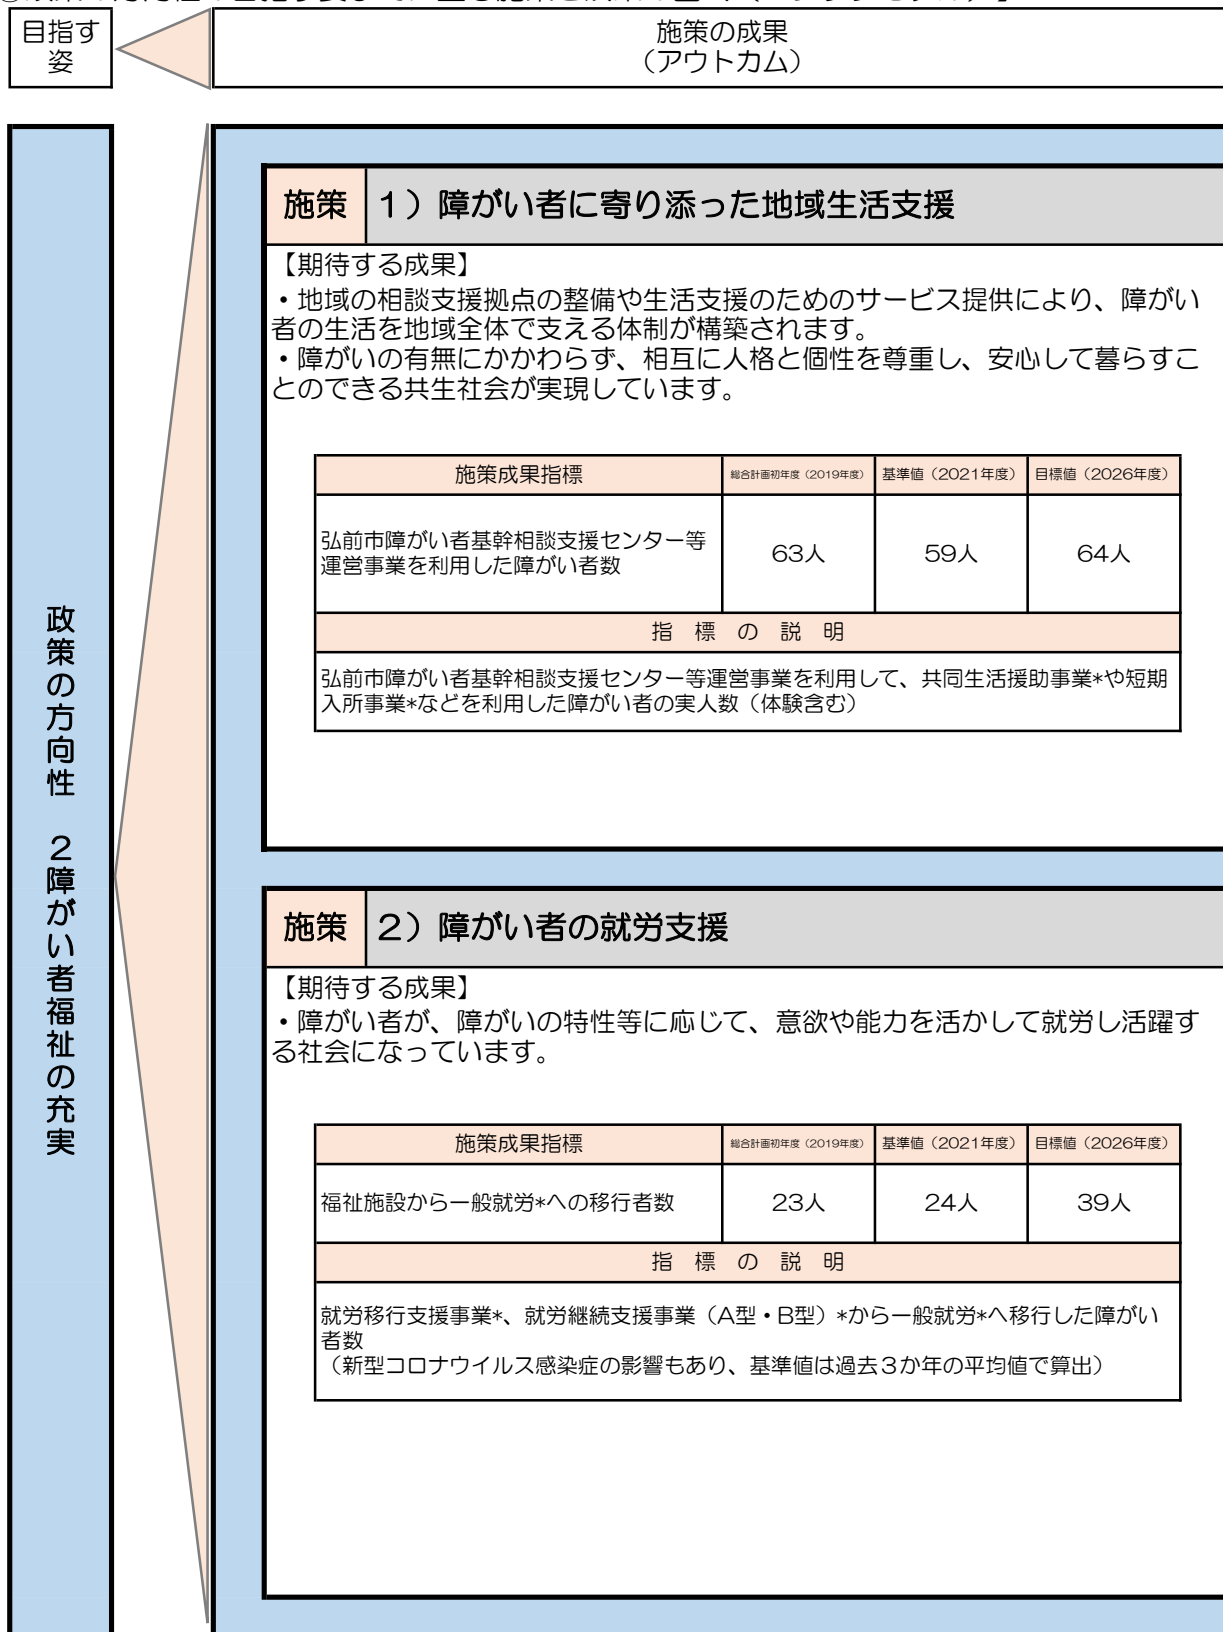 目指す
姿
施策の成果
（アウトカム）
政策の方向性　２障がい者福祉の充実
施策
１）障がい者に寄り添った地域生活支援
【期待する成果】
・地域の相談支援拠点の整備や生活支援のためのサービス提供により、障がい
者の生活を地域全体で支える体制が構築されます。
・障がいの有無にかかわらず、相互に人格と個性を尊重し、安心して暮らすこ
とのできる共生社会が実現しています。
施策成果指標
総合計画初年度（2019年度）
基準値（2021年度）
目標値（2026年度）
弘前市障がい者基幹相談支援センター等
運営事業を利用した障がい者数
63人
59人
64人
指　標　の　説　明
弘前市障がい者基幹相談支援センター等運営事業を利用して、共同生活援助事業*や短期
入所事業*などを利用した障がい者の実人数（体験含む）
施策
２）障がい者の就労支援
【期待する成果】
・障がい者が、障がいの特性等に応じて、意欲や能力を活かして就労し活躍す
る社会になっています。
施策成果指標
総合計画初年度（2019年度）
基準値（2021年度）
目標値（2026年度）
福祉施設から一般就労*への移行者数
23人
24人
39人
指　標　の　説　明
就労移行支援事業*、就労継続支援事業（A型・B型）*から一般就労*へ移行した障がい
者数
（新型コロナウイルス感染症の影響もあり、基準値は過去３か年の平均値で算出）